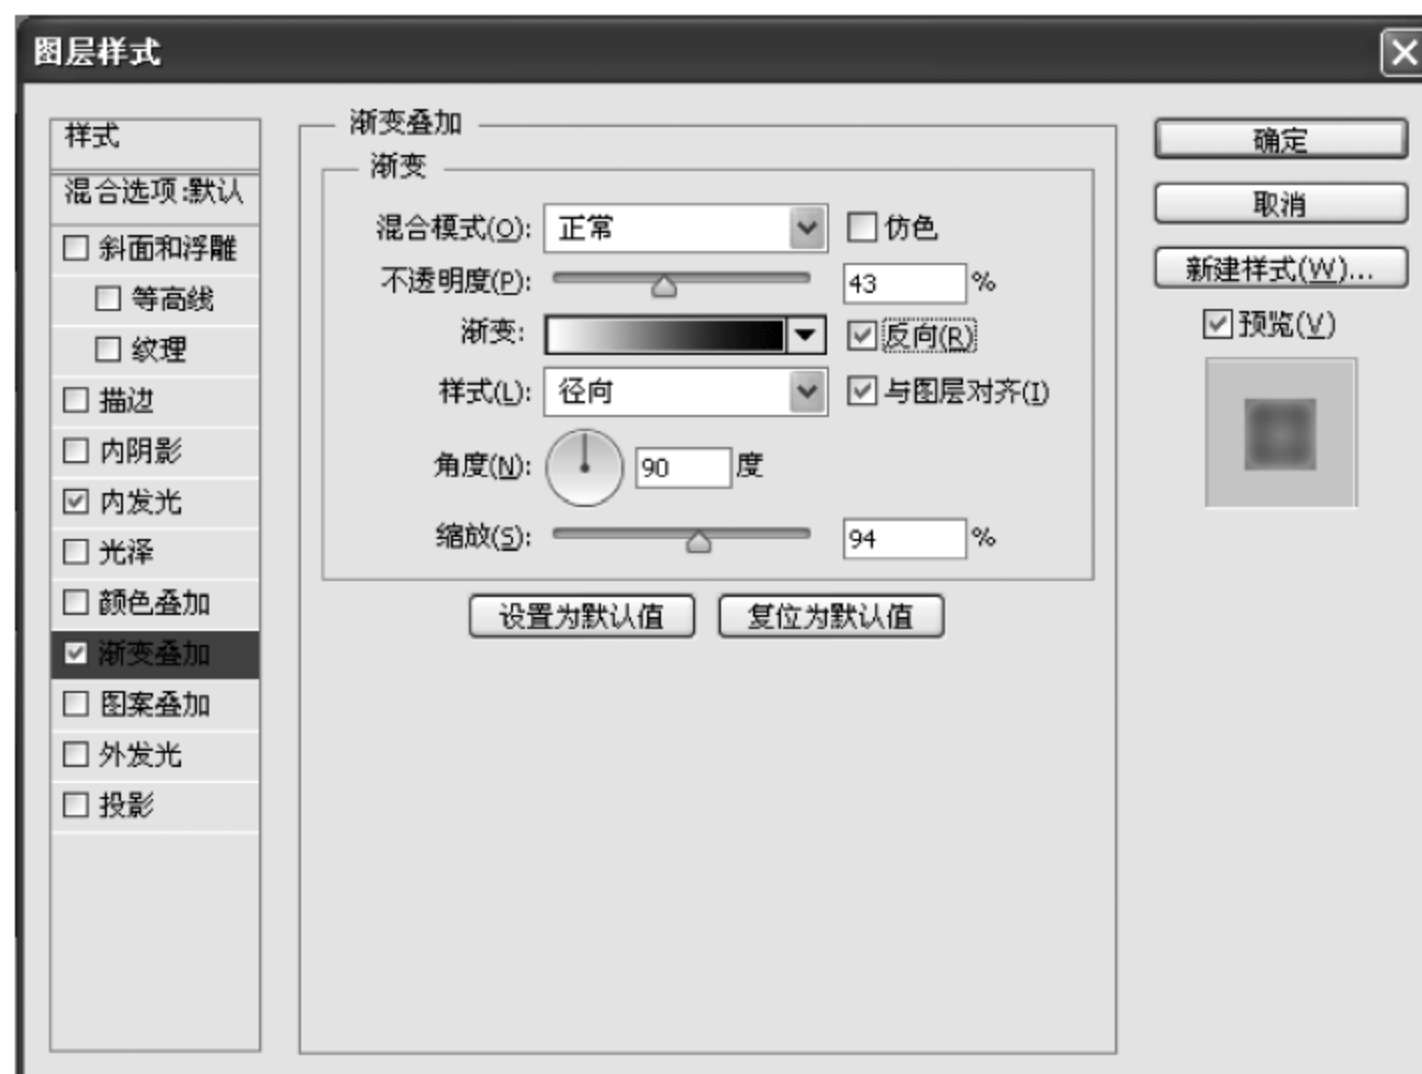 图层样式
样式
混合选项:默认
斜面和浮雕
等高线
纹理
描边
内阴影
内发光
光泽
颜色叠加
渐变叠加
图案叠加
外发光
投影
渐变叠加
渐变
混合模式(O): 正常 仿色
不透明度(P): 43 %
渐变: 反向(R)
样式(L): 径向 与图层对齐(I)
角度(N): 90 度
缩放(S): 94 %
设置为默认值 复位为默认值
确定
取消
新建样式(W)...
预览(V)